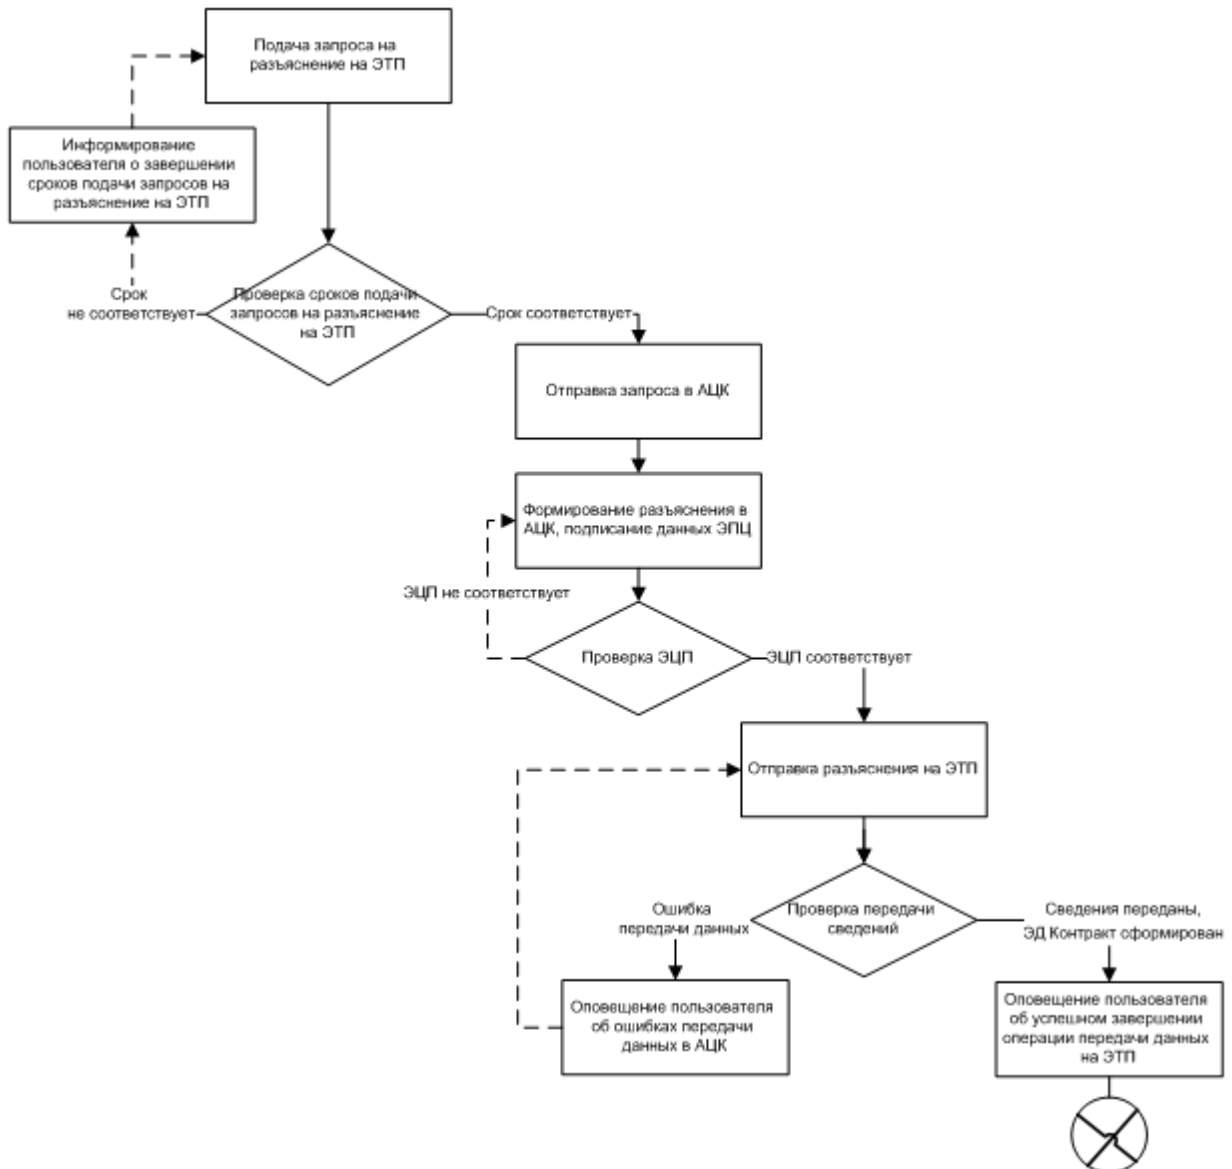 Подача запроса на
разъяснение на ЭТП
Информирование
пользователя о завершении
сроков подачи запросов на
разъяснение на ЭТП
Срок
не соответствует
Проверка сроков подачи
запросов на разъяснение
на ЭТП
Срок соответствует
Отправка запроса в АЦК
Формирование разъяснения в
АЦК, подписание данных ЭПЦ
ЭЦП не соответствует
Проверка ЭЦП
ЭЦП соответствует
Отправка разъяснения на ЭТП
Ошибка
передачи данных
Проверка передачи
сведений
Сведения переданы,
ЭД Контракт сформирован
Оповещение пользователя
об ошибках передачи
данных в АЦК
Оповещение пользователя
об успешном завершении
операции передачи данных
на ЭТП